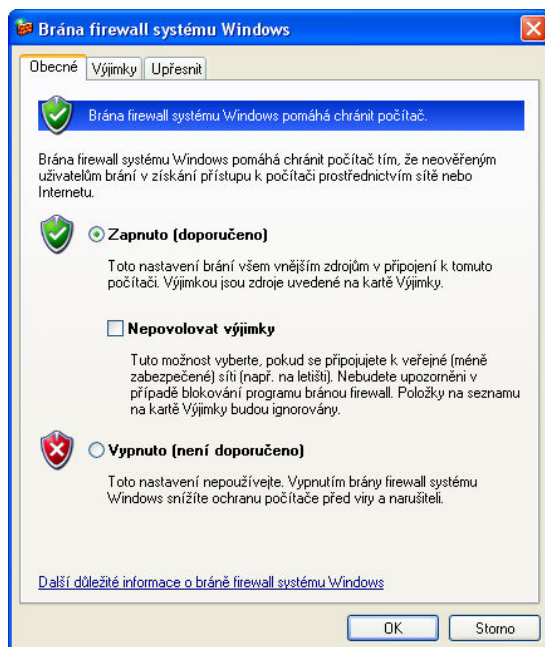 Brána firewall systému Windows
Obecné Výjimky Upřesnit
Brána firewall systému Windows pomáhá chránit počítač.
Brána firewall systému Windows pomáhá chránit počítač tím, že neověřeným
uživatelům brání v získání přístupu k počítači prostřednictvím sítě nebo
Internetu.
Zapnuto (doporučeno)
Toto nastavení brání všem vnějším zdrojům v připojení k tomuto
počítači. Výjimkou jsou zdroje uvedené na kartě Výjimky.
Nepovolovat výjimky
Tuto možnost vyberte, pokud se připojujete k veřejné (méně
zabezpečené) síti (např. na letišti). Nebudete upozorněni v
případě blokování programu bránou firewall. Položky na seznamu
na kartě Výjimky budou ignorovány.
Vypnuto (není doporučeno)
Toto nastavení nepoužívejte. Vypnutím brány firewall systému
Windows snížíte ochranu počítače před viry a narušiteli.
Další důležité informace o bráně firewall systému Windows
OK Storno